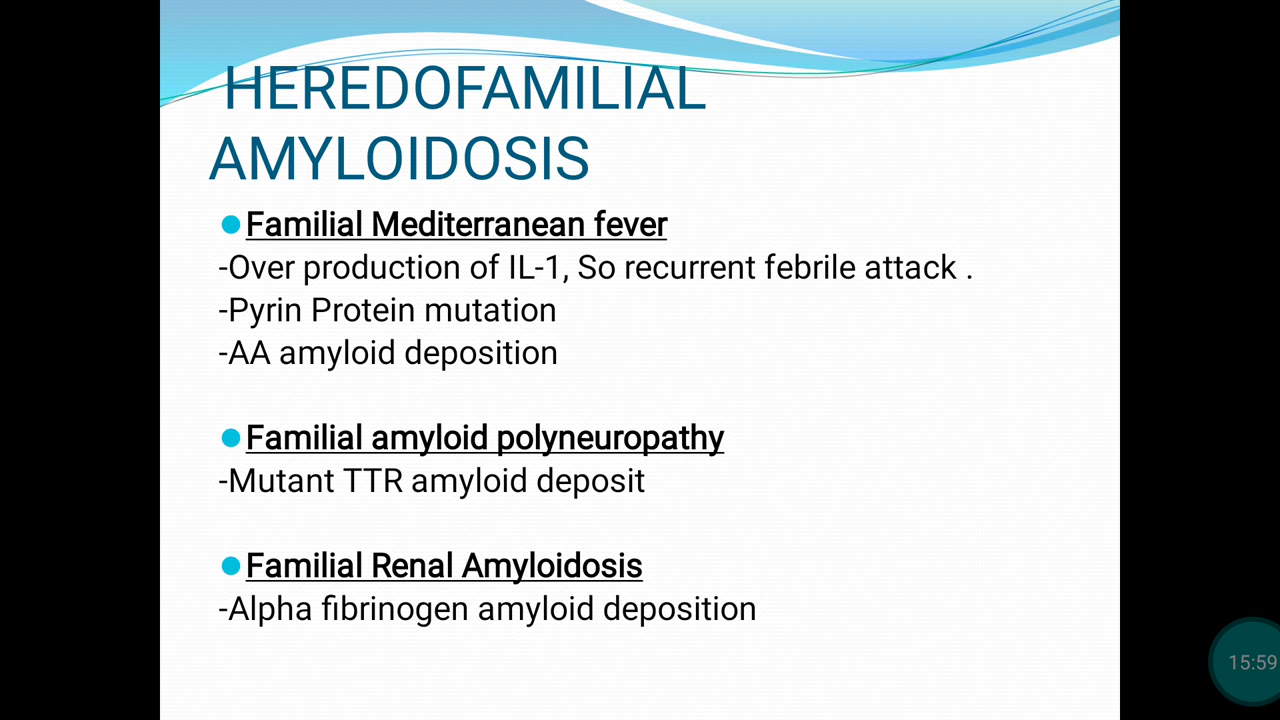 HEREDOFAMILIAL
AMYLOIDOSIS
Familial Mediterranean fever
-Over production of IL-1, So recurrent febrile attack .
-Pyrin Protein mutation
-AA amyloid deposition
Familial amyloid polyneuropathy
-Mutant TTR amyloid deposit
Familial Renal Amyloidosis
-Alpha fibrinogen amyloid deposition
15:59